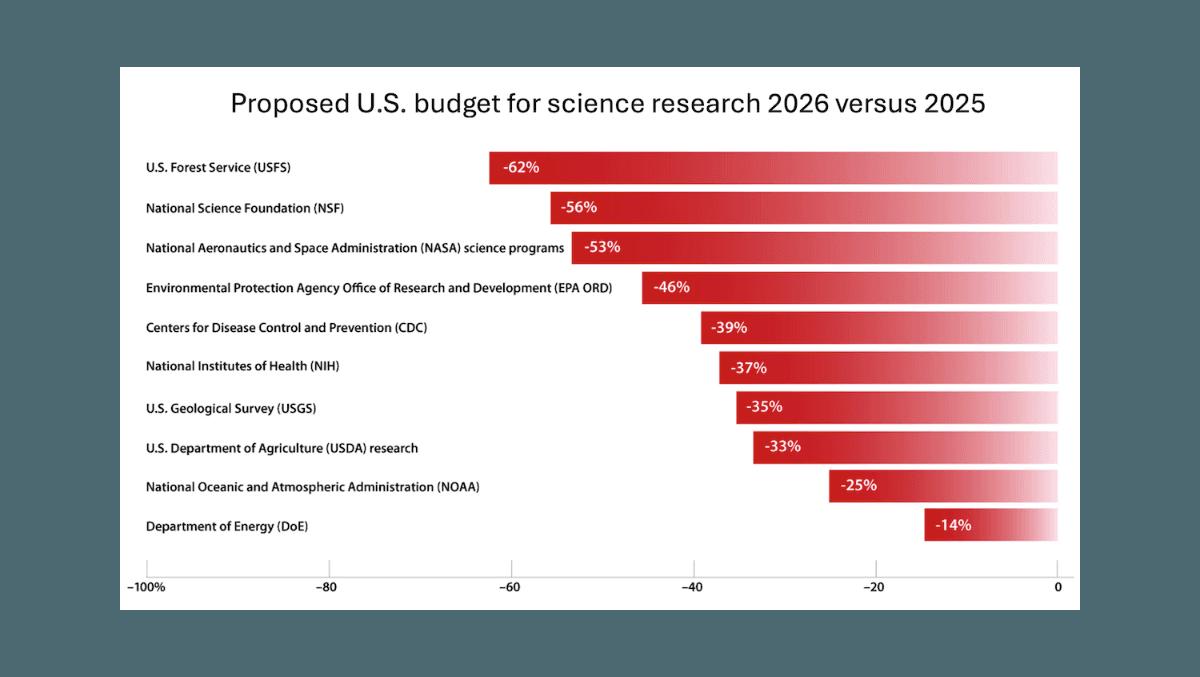 Proposed U.S. budget for science research 2026 versus 2025
U.S. Forest Service (USFS) -62%
National Science Foundation (NSF) -56%
National Aeronautics and Space Administration (NASA) science programs -53%
Environmental Protection Agency Office of Research and Development (EPA ORD) -46%
Centers for Disease Control and Prevention (CDC) -39%
National Institutes of Health (NIH) -37%
U.S. Geological Survey (USGS) -35%
U.S. Department of Agriculture (USDA) research -33%
National Oceanic and Atmospheric Administration (NOAA) -25%
Department of Energy (DoE) -14%
–100% –80 –60 –40 –20 0